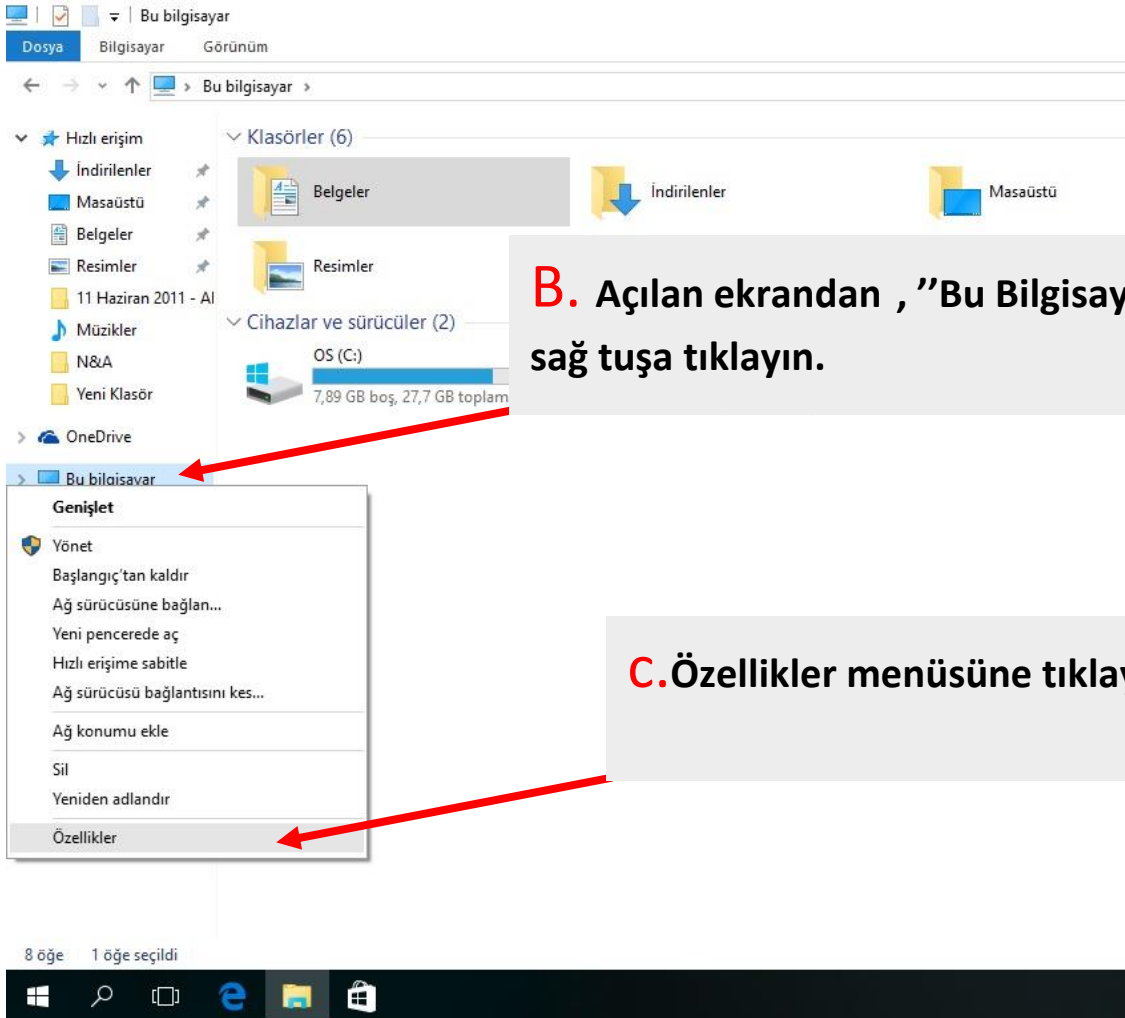 Bu bilgisayar
Dosya Bilgisayar Görünüm
Bu bilgisayar
Hızlı erişim
İndirilenler
Masaüstü
Belgeler
Resimler
11 Haziran 2011 - Al
Müzikler
N&A
Yeni Klasör
OneDrive
Bu bilgisayar
Klasörler (6)
Belgeler
İndirilenler
Masaüstü
Resimler
Cihazlar ve sürücüler (2)
OS (C:)
7,89 GB boş, 27,7 GB toplam
B. Açılan ekrandan , ’’Bu Bilgisay
sağ tuşa tıklayın.
Genişlet
Yönet
Başlangıç'tan kaldır
Ağ sürücüsüne bağlan...
Yeni pencerede aç
Hızlı erişime sabitle
Ağ sürücüsü bağlantısını kes...
Ağ konumu ekle
Sil
Yeniden adlandır
Özellikler
C.Özellikler menüsüne tıklay
8 öğe 1 öğe seçildi